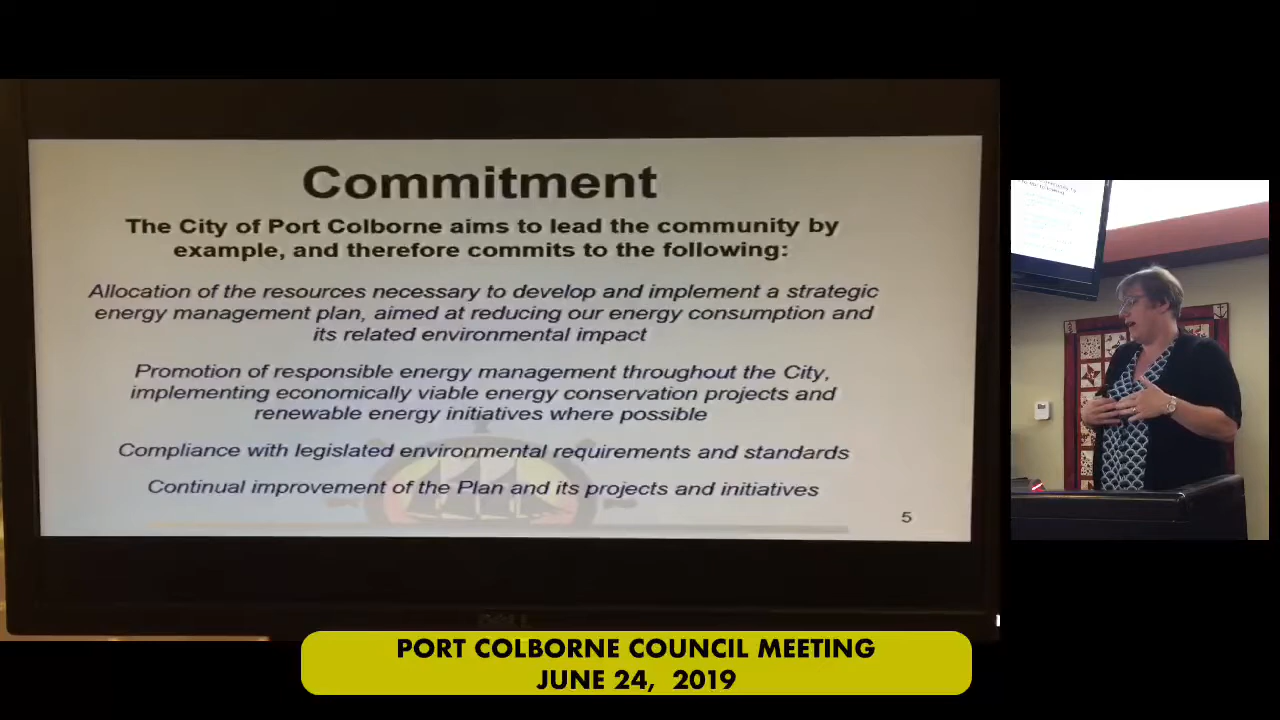 Commitment
The City of Port Colborne aims to lead the community by
example, and therefore commits to the following:
Allocation of the resources necessary to develop and implement a strategic
energy management plan, aimed at reducing our energy consumption and
its related environmental impact
Promotion of responsible energy management throughout the City,
implementing economically viable energy conservation projects and
renewable energy initiatives where possible
Compliance with legislated environmental requirements and standards
Continual improvement of the Plan and its projects and initiatives
5
DELL
PORT COLBORNE COUNCIL MEETING
JUNE 24, 2019